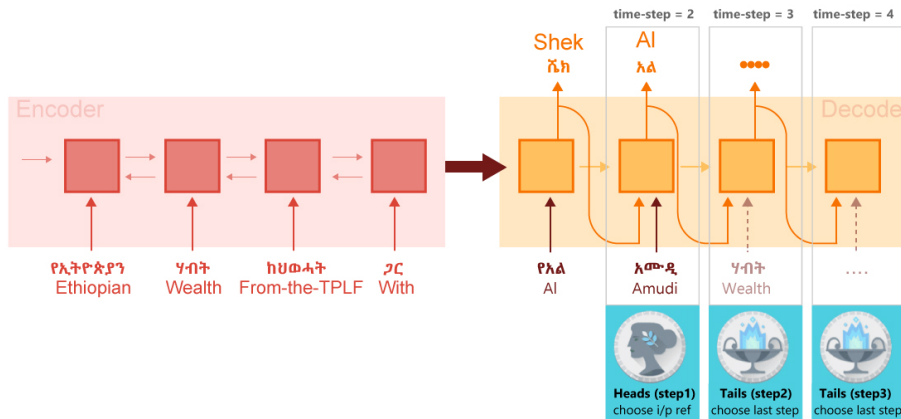 time-step = 2
time-step = 3
time-step = 4
Shek
ሼክ
Al
አል
••••
Encoder
Decoder
የኢትዮጵያን
Ethiopian
ሃብት
Wealth
ከህወሓት
From-the-TPLF
ጋር
With
የአል
Al
አሙዲ
Amudi
ሃብት
Wealth
....
Heads (step1)
choose i/p ref
Tails (step2)
choose last step
Tails (step3)
choose last step